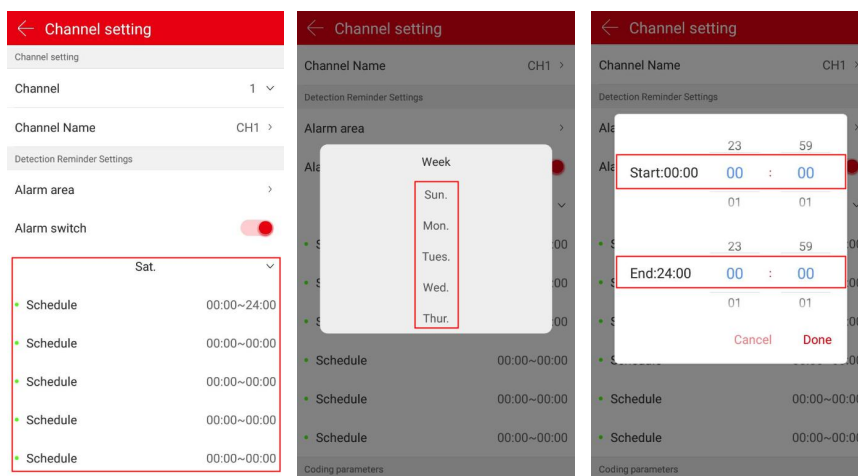 Channel setting
Channel setting
Channel 1
Channel Name CH1
Detection Reminder Settings
Alarm area
Alarm switch
Sat.
Schedule 00:00~24:00
Schedule 00:00~00:00
Schedule 00:00~00:00
Schedule 00:00~00:00
Schedule 00:00~00:00
Channel setting
Channel Name CH1
Detection Reminder Settings
Alarm area
Week
Sun.
Mon.
Tues.
Wed.
Thur.
Schedule 00:00~00:00
Schedule 00:00~00:00
Schedule 00:00~00:00
Coding parameters
Channel setting
Channel Name CH1
Detection Reminder Settings
23 59
Start:00:00 00 : 00
01 01
23 59
End:24:00 00 : 00
01 01
Cancel Done
Schedule 00:00~00:00
Schedule 00:00~00:00
Coding parameters